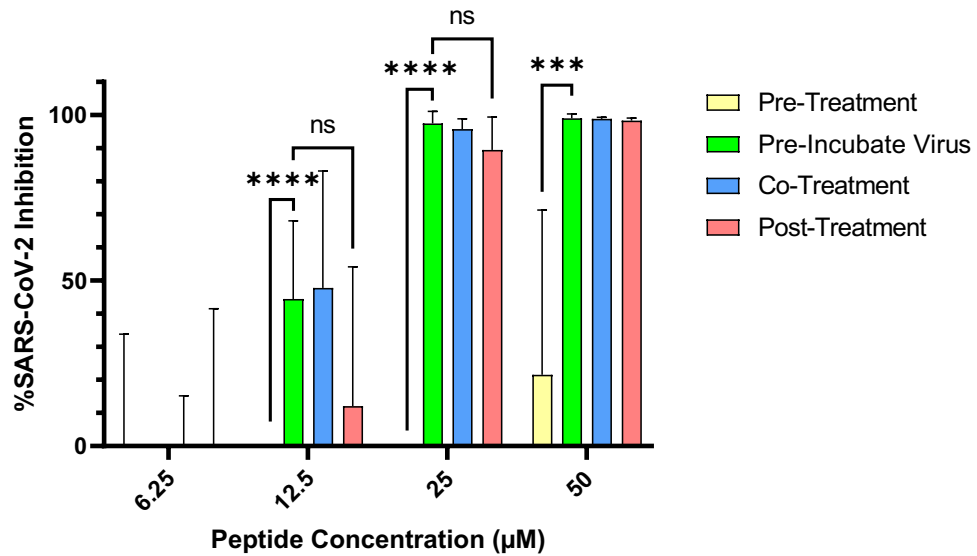 ns
****
***
ns
****
100
50
0
%SARS-CoV-2 Inhibition
6.25
12.5
25
50
Peptide Concentration (μM)
Pre-Treatment
Pre-Incubate Virus
Co-Treatment
Post-Treatment